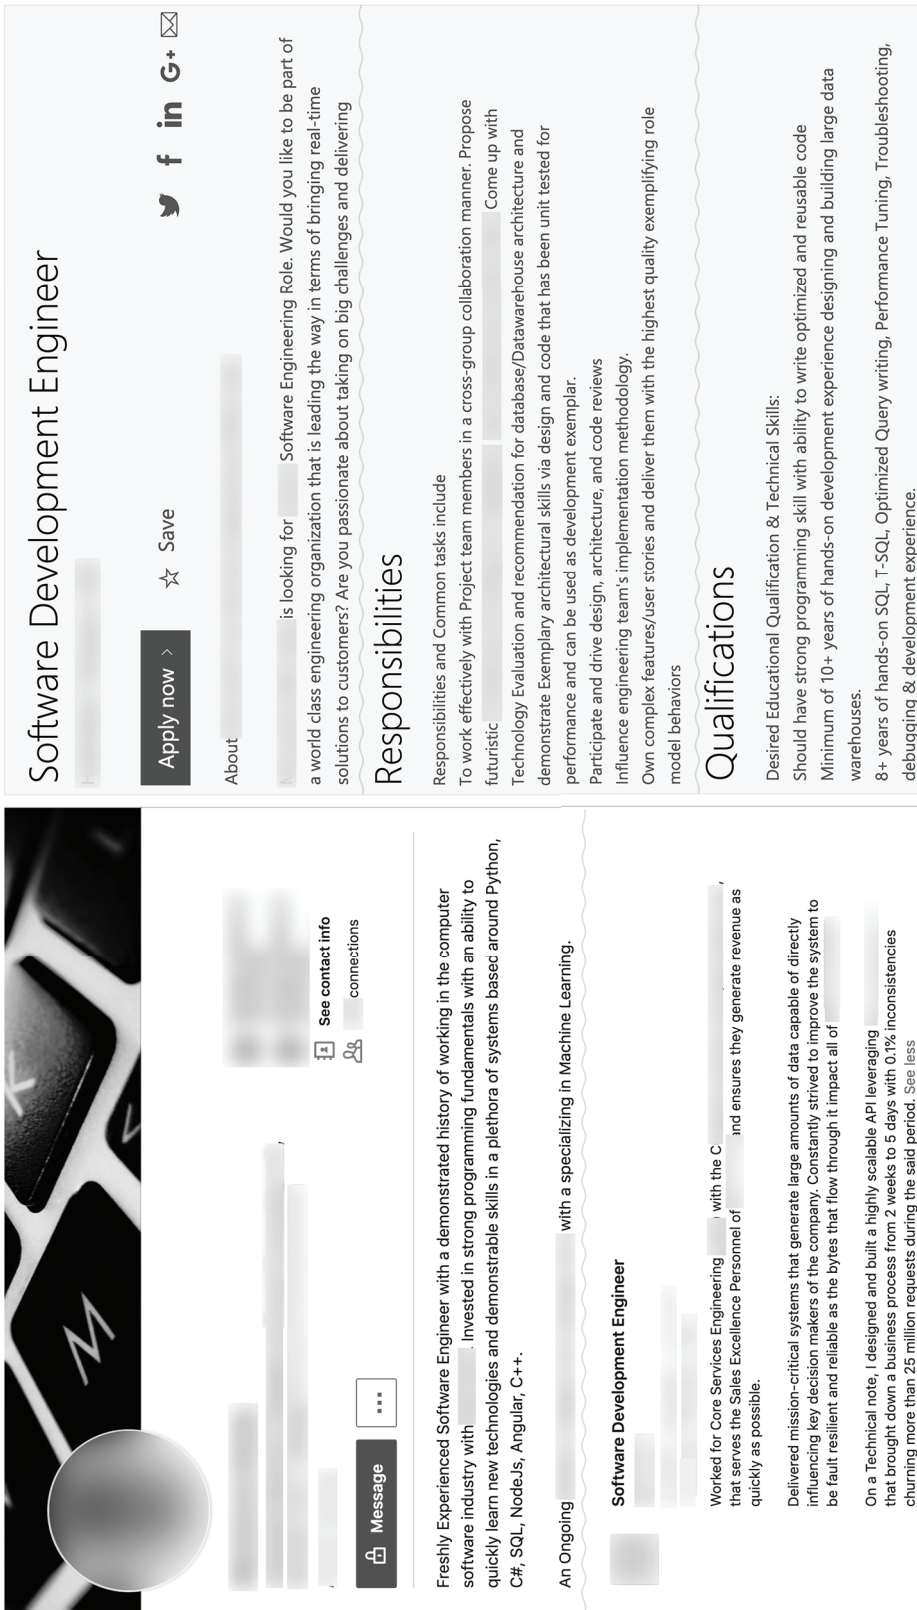 Software Development Engineer
Apply now >
Save
About
is looking for Software Engineering Role. Would you like to be part of
a world class engineering organization that is leading the way in terms of bringing real-time
solutions to customers? Are you passionate about taking on big challenges and delivering
Responsibilities
Responsibilities and Common tasks include
To work effectively with Project team members in a cross-group collaboration manner. Propose
futuristic Come up with
Technology Evaluation and recommendation for database/Datawarehouse architecture and
demonstrate Exemplary architectural skills via design and code that has been unit tested for
performance and can be used as development exemplar.
Participate and drive design, architecture, and code reviews
Influence engineering team's implementation methodology.
Own complex features/user stories and deliver them with the highest quality exemplifying role
model behaviors
Qualifications
Desired Educational Qualification & Technical Skills:
Should have strong programming skill with ability to write optimized and reusable code
Minimum of 10+ years of hands-on development experience designing and building large data
warehouses.
8+ years of hands-on SQL, T-SQL, Optimized Query writing, Performance Tuning, Troubleshooting,
debugging & development experience.
K
M
See contact info
connections
Message
...
Freshly Experienced Software Engineer with a demonstrated history of working in the computer
software industry with . Invested in strong programming fundamentals with an ability to
quickly learn new technologies and demonstrable skills in a plethora of systems based around Python,
C#, SQL, NodeJs, Angular, C++.
An Ongoing with a specializing in Machine Learning.
Software Development Engineer
Worked for Core Services Engineering with the C ,
that serves the Sales Excellence Personnel of and ensures they generate revenue as
quickly as possible.
Delivered mission-critical systems that generate large amounts of data capable of directly
influencing key decision makers of the company. Constantly strived to improve the system to
be fault resilient and reliable as the bytes that flow through it impact all of
On a Technical note, I designed and built a highly scalable API leveraging
that brought down a business process from 2 weeks to 5 days with 0.1% inconsistencies
churning more than 25 million requests during the said period. See less